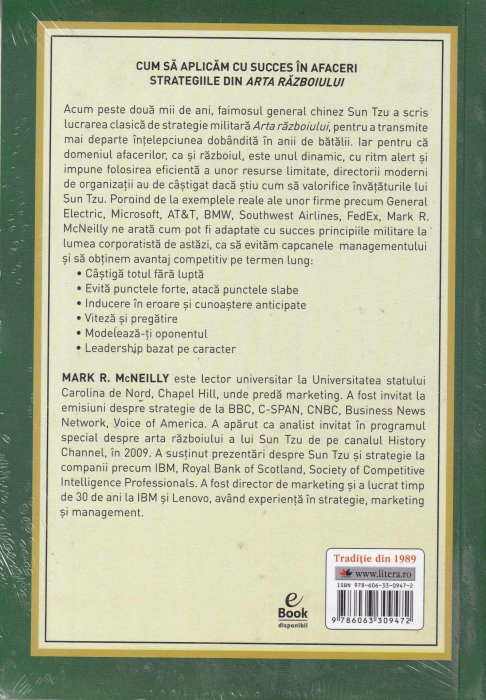 CUM SĂ APLICĂM CU SUCCES ÎN AFACERI
STRATEGIILE DIN ARTA RĂZBOIULUI
Acum peste două mii de ani, faimosul general chinez Sun Tzu a scris
lucrarea clasică de strategie militară Arta războiului, pentru a transmite
mai departe înțelepciunea dobândită în anii de bătălii. Iar pentru că
domeniul afacerilor, ca și războiul, este unul dinamic, cu ritm alert și
impune folosirea eficientă a unor resurse limitate, directorii moderni
de organizații au de câștigat dacă știu cum să valorifice învățăturile lui
Sun Tzu. Pornind de la exemplele reale ale unor firme precum General
Electric, Microsoft, AT&T, BMW, Southwest Airlines, FedEx, Mark R.
McNeilly ne arată cum pot fi adaptate cu succes principiile militare la
lumea corporatistă de astăzi, ca să evităm capcanele managementului
și să obținem avantaj competitiv pe termen lung:
• Câștigă totul fără luptă
• Evită punctele forte, atacă punctele slabe
• Inducere în eroare și cunoaștere anticipate
• Viteză și pregătire
• Modelează-ți oponentul
• Leadership bazat pe caracter
MARK R. McNEILLY este lector universitar la Universitatea statului
Carolina de Nord, Chapel Hill, unde predă marketing. A fost invitat la
emisiuni despre strategie de la BBC, C-SPAN, CNBC, Business News
Network, Voice of America. A apărut ca analist invitat în programul
special despre arta războiului a lui Sun Tzu de pe canalul History
Channel, în 2009. A susținut prezentări despre Sun Tzu și strategie la
companii precum IBM, Royal Bank of Scotland, Society of Competitive
Intelligence Professionals. A fost director de marketing și a lucrat timp
de 30 de ani la IBM și Lenovo, având experiență în strategie, marketing
și management.
Tradiție din 1989
www.litera.ro
ISBN 978-606-33-0947-2
9 786063 309472
e
Book
disponibil